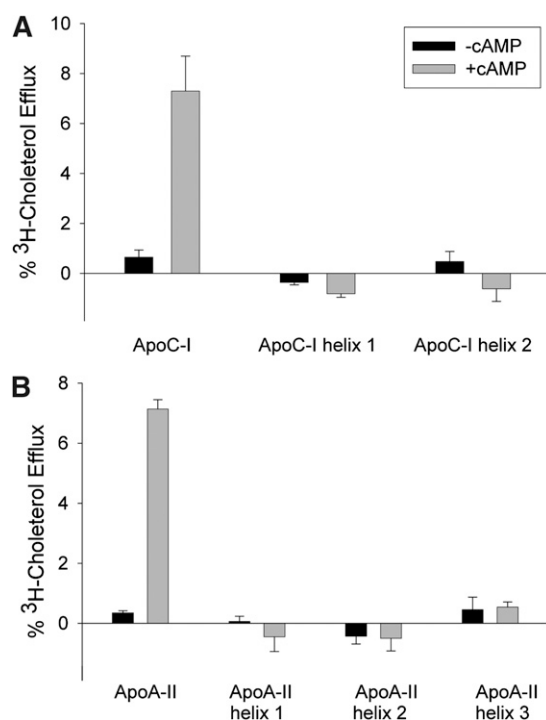 A
-cAMP
+cAMP
% 3H-Choleterol Efflux
10
8
6
4
2
0
ApoC-I
ApoC-I helix 1
ApoC-I helix 2
B
% 3H-Choleterol Efflux
8
6
4
2
0
ApoA-II
ApoA-II
helix 1
ApoA-II
helix 2
ApoA-II
helix 3